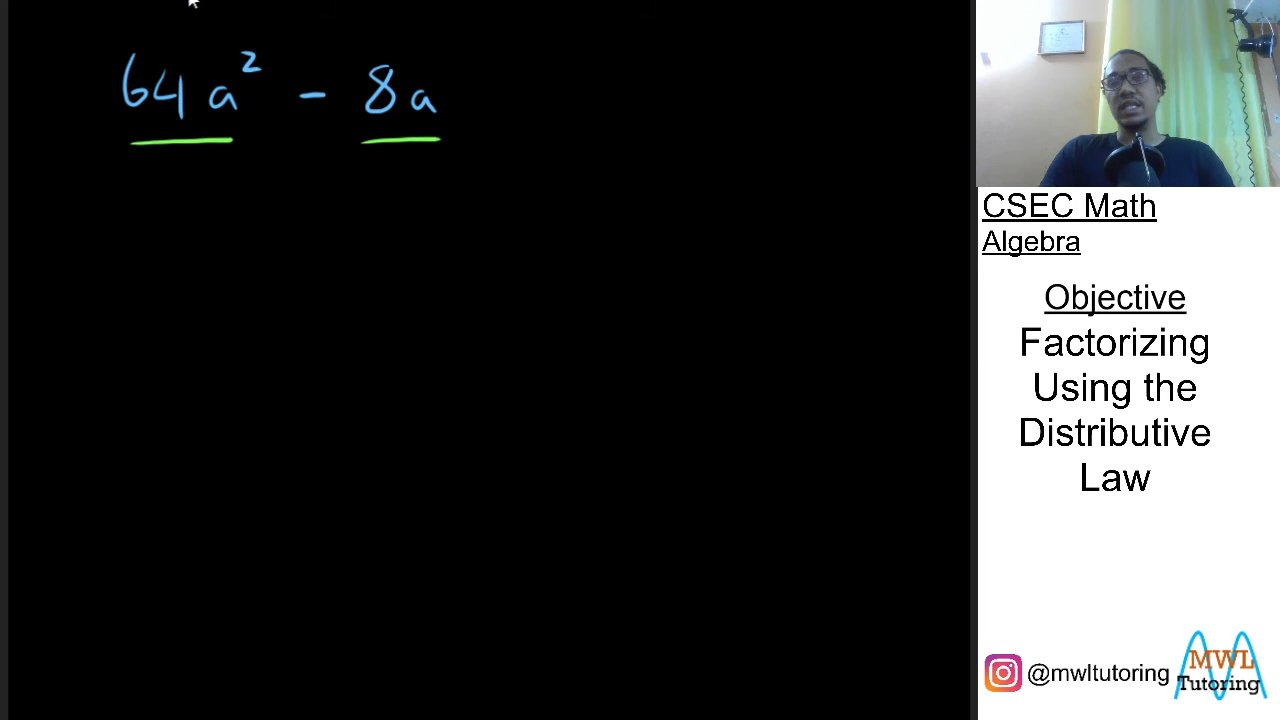 64a² - 8a
CSEC Math
Algebra
Objective
Factorizing
Using the
Distributive
Law
@mwltutoring
MWL
Tutoring